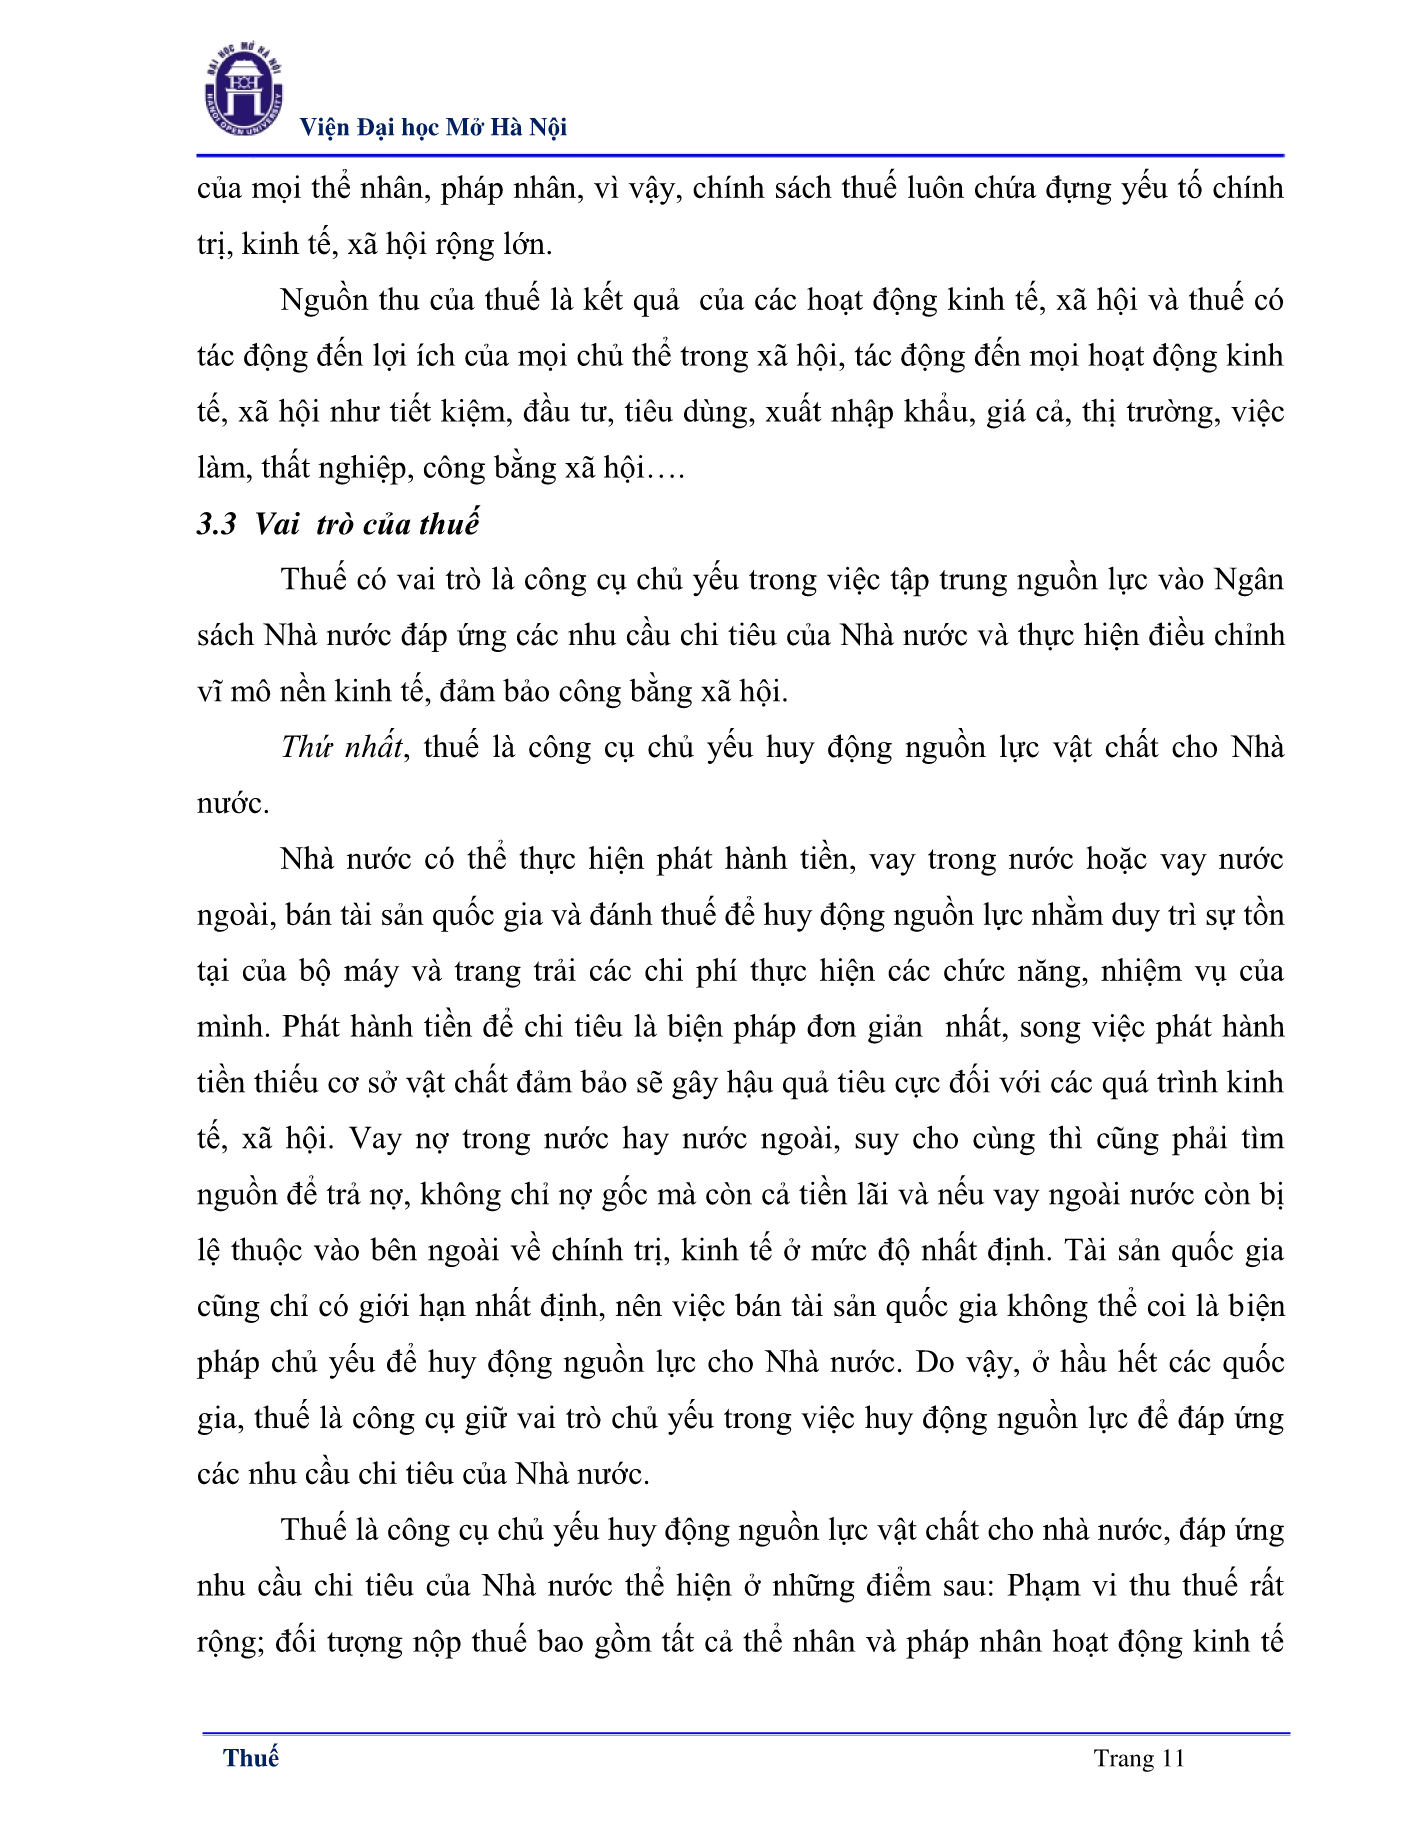 ĐẠI HỌC MỞ HÀ NỘI
HANOI OPEN UNIVERSITY
Viện Đại học Mở Hà Nội
của mọi thể nhân, pháp nhân, vì vậy, chính sách thuế luôn chứa đựng yếu tố chính
trị, kinh tế, xã hội rộng lớn.
Nguồn thu của thuế là kết quả  của các hoạt động kinh tế, xã hội và thuế có
tác động đến lợi ích của mọi chủ thể trong xã hội, tác động đến mọi hoạt động kinh
tế, xã hội như tiết kiệm, đầu tư, tiêu dùng, xuất nhập khẩu, giá cả, thị trường, việc
làm, thất nghiệp, công bằng xã hội….
3.3  Vai  trò của thuế
Thuế có vai trò là công cụ chủ yếu trong việc tập trung nguồn lực vào Ngân
sách Nhà nước đáp ứng các nhu cầu chi tiêu của Nhà nước và thực hiện điều chỉnh
vĩ mô nền kinh tế, đảm bảo công bằng xã hội.
Thứ nhất, thuế là công cụ chủ yếu huy động nguồn lực vật chất cho Nhà
nước.
Nhà nước có thể thực hiện phát hành tiền, vay trong nước hoặc vay nước
ngoài, bán tài sản quốc gia và đánh thuế để huy động nguồn lực nhằm duy trì sự tồn
tại của bộ máy và trang trải các chi phí thực hiện các chức năng, nhiệm vụ của
mình. Phát hành tiền để chi tiêu là biện pháp đơn giản  nhất, song việc phát hành
tiền thiếu cơ sở vật chất đảm bảo sẽ gây hậu quả tiêu cực đối với các quá trình kinh
tế, xã hội. Vay nợ trong nước hay nước ngoài, suy cho cùng thì cũng phải tìm
nguồn để trả nợ, không chỉ nợ gốc mà còn cả tiền lãi và nếu vay ngoài nước còn bị
lệ thuộc vào bên ngoài về chính trị, kinh tế ở mức độ nhất định. Tài sản quốc gia
cũng chỉ có giới hạn nhất định, nên việc bán tài sản quốc gia không thể coi là biện
pháp chủ yếu để huy động nguồn lực cho Nhà nước. Do vậy, ở hầu hết các quốc
gia, thuế là công cụ giữ vai trò chủ yếu trong việc huy động nguồn lực để đáp ứng
các nhu cầu chi tiêu của Nhà nước.
Thuế là công cụ chủ yếu huy động nguồn lực vật chất cho nhà nước, đáp ứng
nhu cầu chi tiêu của Nhà nước thể hiện ở những điểm sau: Phạm vi thu thuế rất
rộng; đối tượng nộp thuế bao gồm tất cả thể nhân và pháp nhân hoạt động kinh tế
Thuế
Trang 11